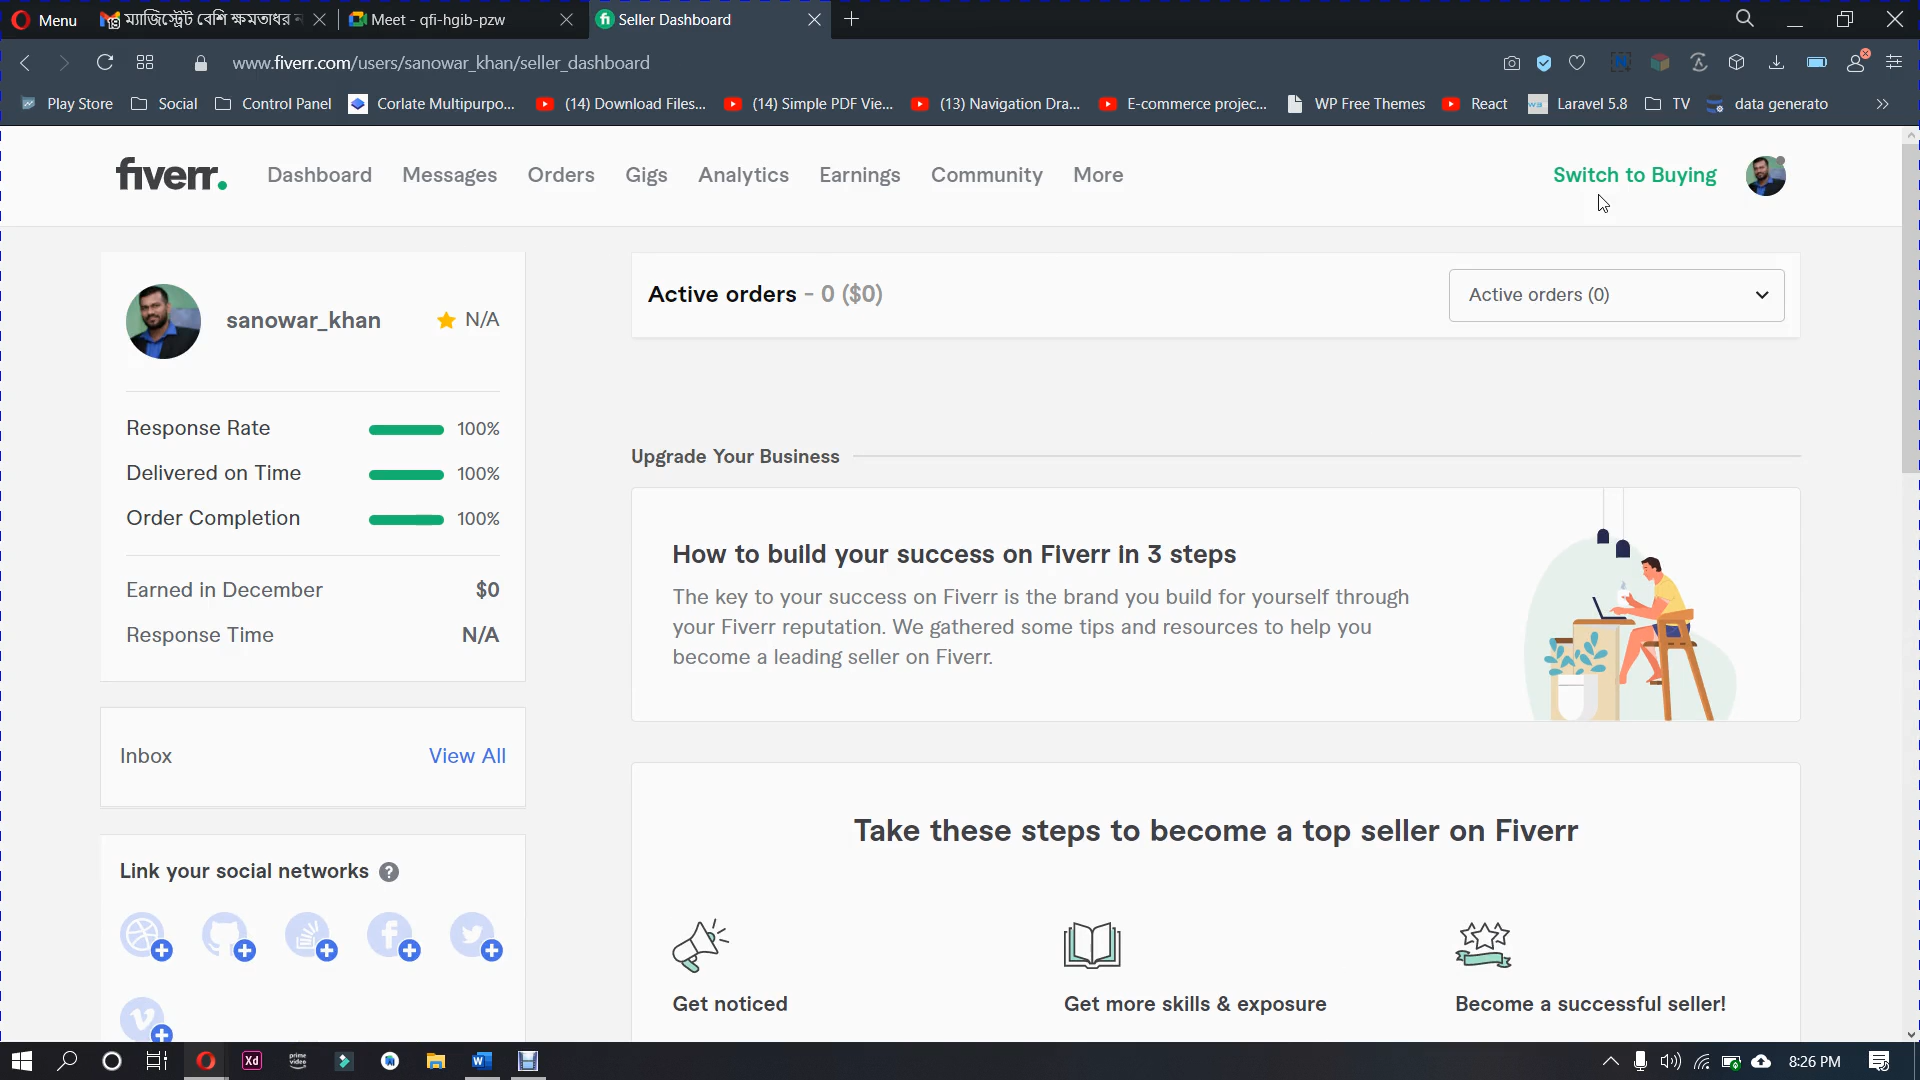 Menu
ম্যাজিস্ট্রেট বেশি ক্ষমতাধর ন
Meet - qfi-hgib-pzw
Seller Dashboard
www.fiverr.com/users/sanowar_khan/seller_dashboard
Play Store
Social
Control Panel
Corlate Multipurpo...
(14) Download Files...
(14) Simple PDF Vie...
(13) Navigation Dra...
E-commerce projec...
WP Free Themes
React
Laravel 5.8
TV
data generato
fiverr.
Dashboard
Messages
Orders
Gigs
Analytics
Earnings
Community
More
Switch to Buying
sanowar_khan
N/A
Response Rate 100%
Delivered on Time 100%
Order Completion 100%
Earned in December $0
Response Time N/A
Inbox View All
Link your social networks ?
Active orders - 0 ($0)
Active orders (0)
Upgrade Your Business
How to build your success on Fiverr in 3 steps
The key to your success on Fiverr is the brand you build for yourself through
your Fiverr reputation. We gathered some tips and resources to help you
become a leading seller on Fiverr.
Take these steps to become a top seller on Fiverr
Get noticed
Get more skills & exposure
Become a successful seller!
Xd
prime video
8:26 PM